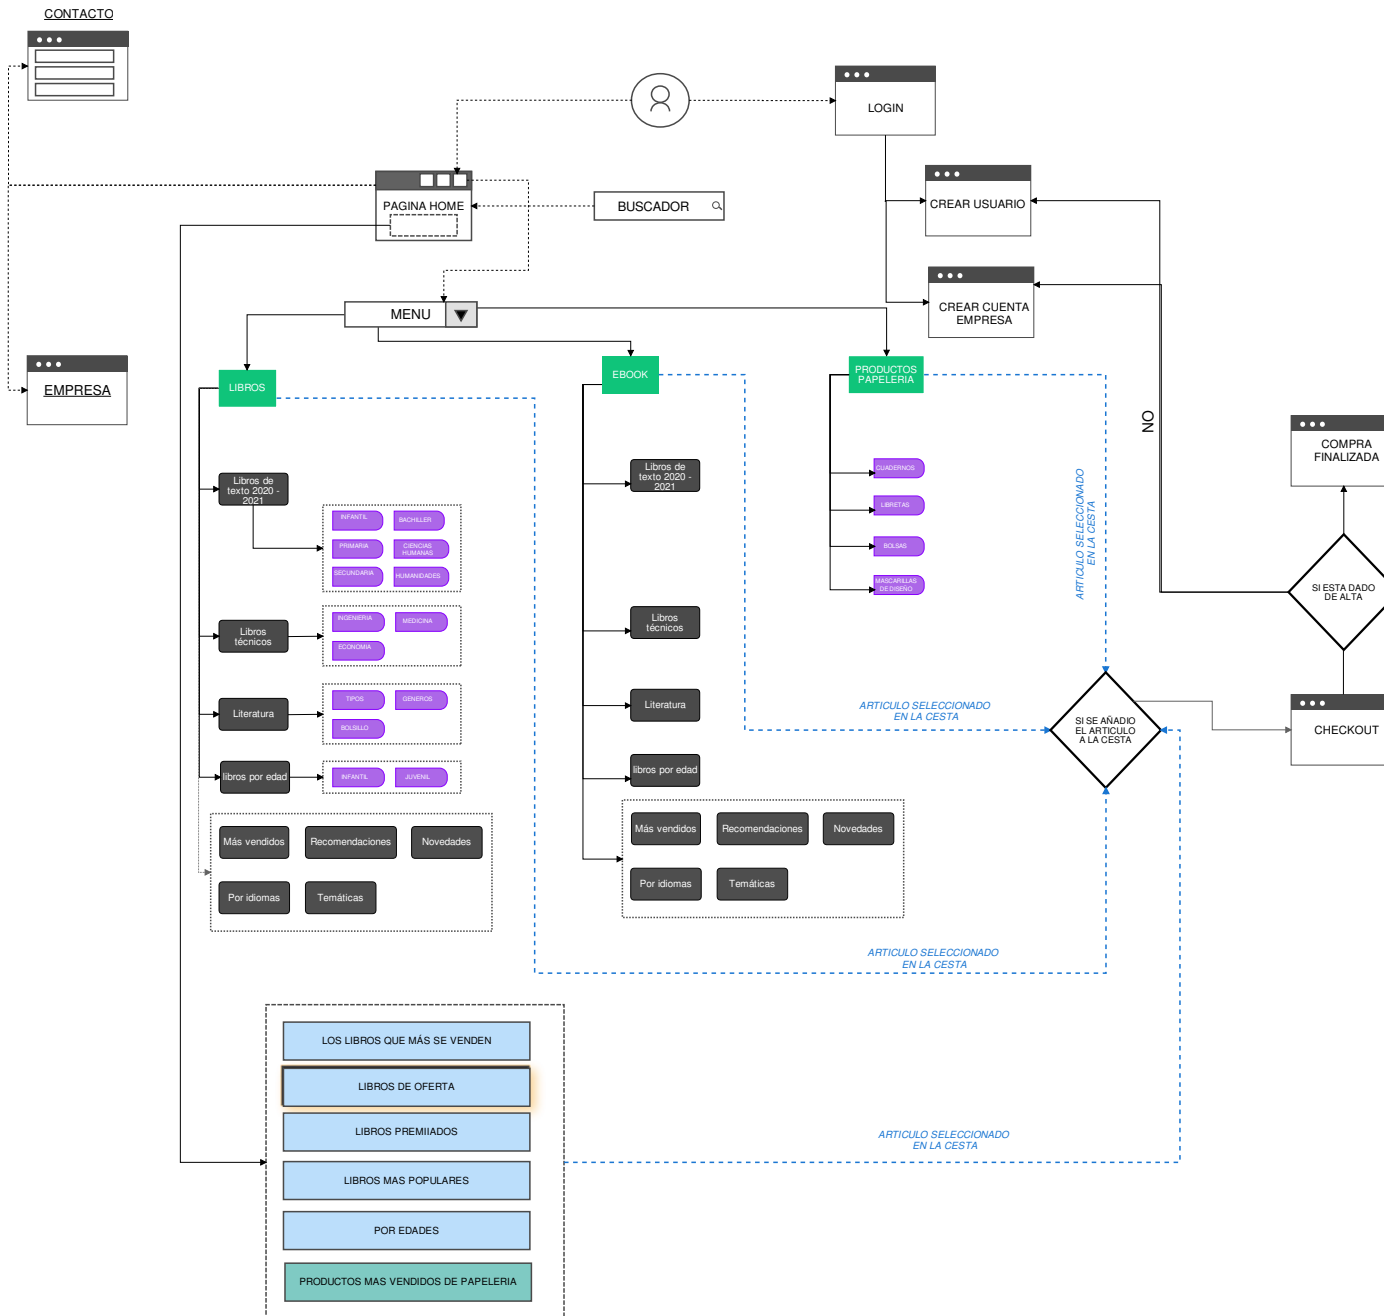 CONTACTO
LOGIN
PAGINA HOME
BUSCADOR
CREAR USUARIO
CREAR CUENTA
EMPRESA
MENU
EMPRESA
LIBROS
EBOOK
PRODUCTOS
PAPELERIA
NO
COMPRA
FINALIZADA
Libros de
texto 2020 -
2021
INFANTIL
BACHILLER
PRIMARIA
CIENCIAS
HUMANAS
SECUNDARIA
HUMANIDADES
Libros
técnicos
INGENIERIA
MEDICINA
ECONOMIA
Literatura
TIPOS
GENEROS
BOLSILLO
libros por edad
INFANTIL
JUVENIL
Más vendidos
Recomendaciones
Novedades
Por idiomas
Temáticas
Libros de
texto 2020 -
2021
Libros
técnicos
Literatura
libros por edad
Más vendidos
Recomendaciones
Novedades
Por idiomas
Temáticas
CUADERNOS
LIBRETAS
BOLSAS
MASCARILLAS
DE DISEÑO
ARTICULO SELECCIONADO
EN LA CESTA
SI ESTA DADO
DE ALTA
ARTICULO SELECCIONADO
EN LA CESTA
SI SE AÑADIO
EL ARTICULO
A LA CESTA
CHECKOUT
ARTICULO SELECCIONADO
EN LA CESTA
LOS LIBROS QUE MÁS SE VENDEN
LIBROS DE OFERTA
LIBROS PREMIIADOS
LIBROS MAS POPULARES
POR EDADES
PRODUCTOS MAS VENDIDOS DE PAPELERIA
ARTICULO SELECCIONADO
EN LA CESTA